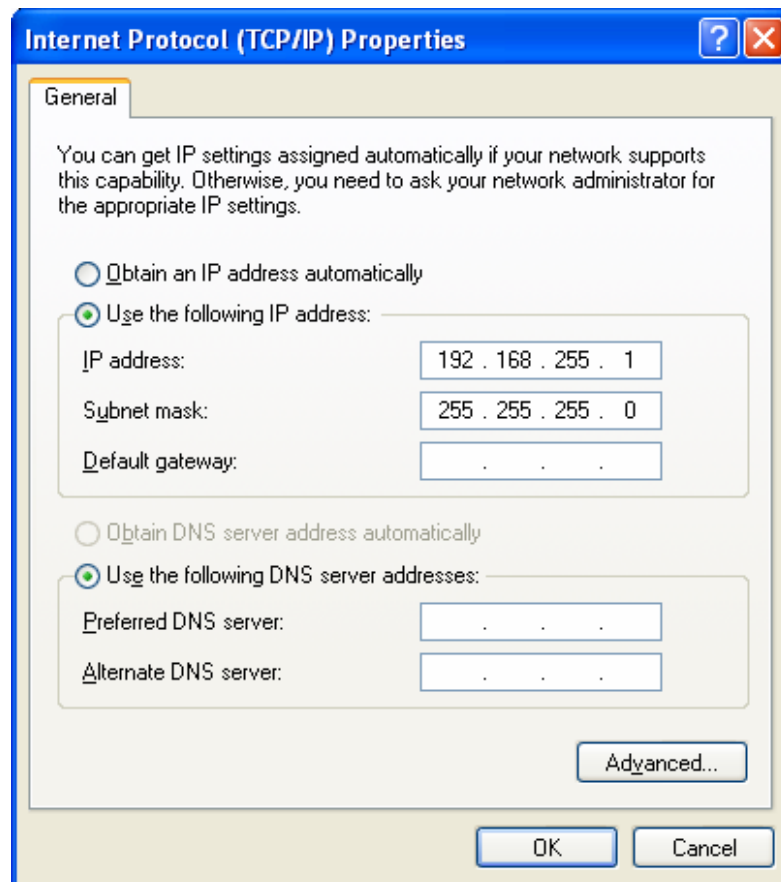 Internet Protocol (TCP/IP) Properties
General
You can get IP settings assigned automatically if your network supports
this capability. Otherwise, you need to ask your network administrator for
the appropriate IP settings.
Obtain an IP address automatically
Use the following IP address:
IP address: 192 . 168 . 255 . 1
Subnet mask: 255 . 255 . 255 . 0
Default gateway: . . .
Obtain DNS server address automatically
Use the following DNS server addresses:
Preferred DNS server: . . .
Alternate DNS server: . . .
Advanced...
OK Cancel